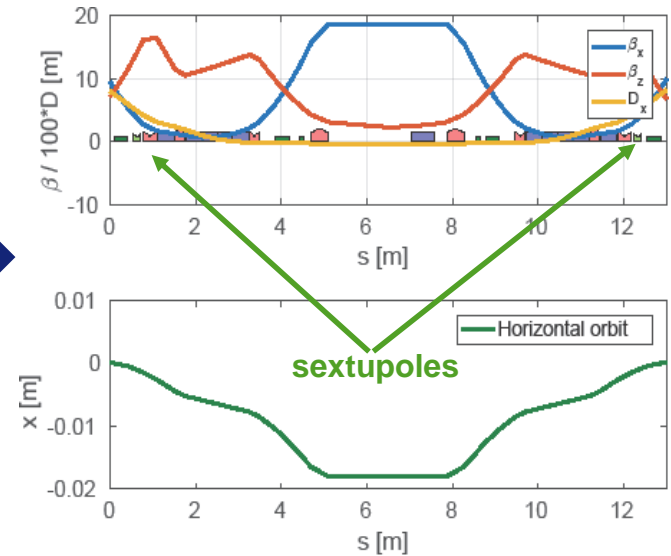 20
10
0
-10
β / 100*D [m]
β_x
β_z
D_x
0 2 4 6 8 10 12
s [m]
0.01
0
-0.01
-0.02
x [m]
Horizontal orbit
sextupoles
0 2 4 6 8 10 12
s [m]